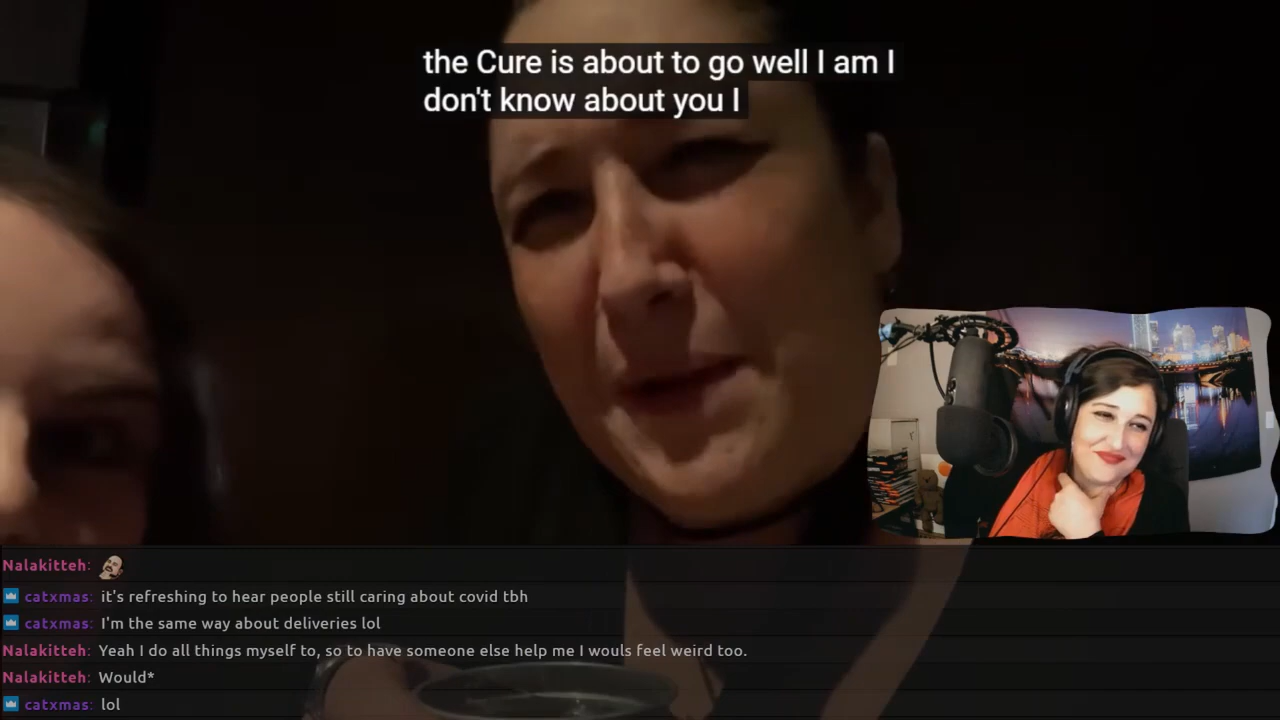 the Cure is about to go well I am I
don't know about you I
Nalakitteh:
catxmas: it's refreshing to hear people still caring about covid tbh
catxmas: I'm the same way about deliveries lol
Nalakitteh: Yeah I do all things myself to, so to have someone else help me I wouls feel weird too.
Nalakitteh: Would*
catxmas: lol